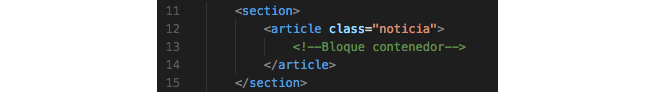 11 <section>
12 <article class="noticia">
13 <!--Bloque contenedor-->
14 </article>
15 </section>